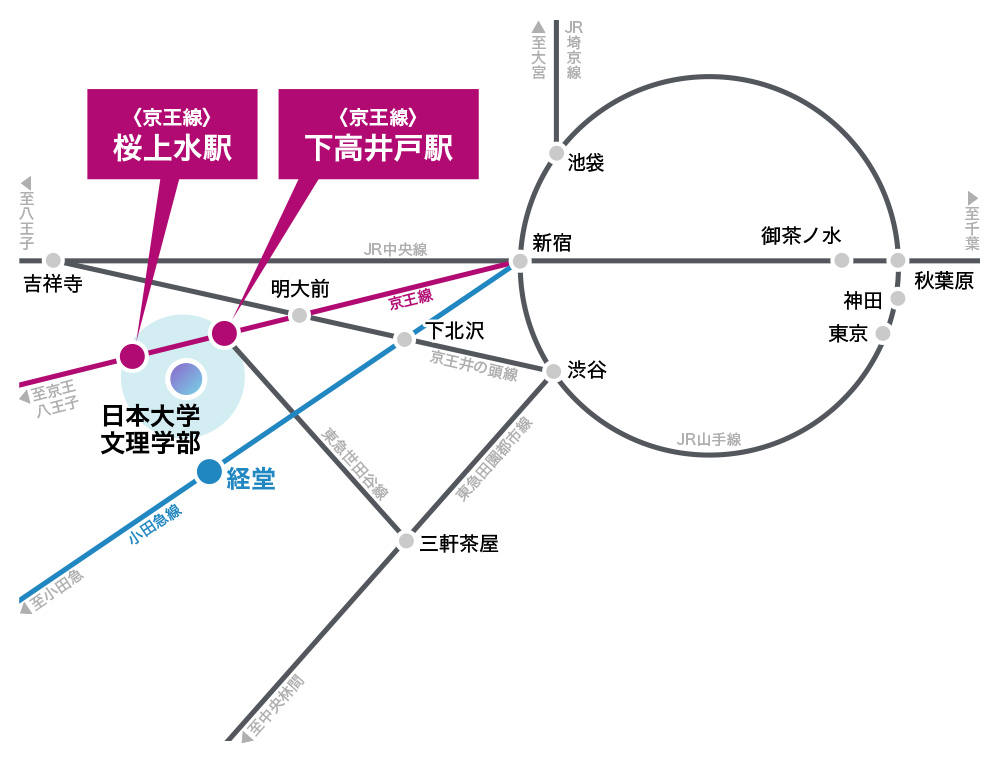 JR埼京線
至大宮
〈京王線〉
桜上水駅
〈京王線〉
下高井戸駅
池袋
至八王子
至千葉
JR中央線
新宿
御茶ノ水
吉祥寺
明大前
京王線
秋葉原
神田
下北沢
東京
京王井の頭線
渋谷
至京王
八王子
日本大学
文理学部
JR山手線
東急世田谷線
東急田園都市線
経堂
小田急線
三軒茶屋
至小田急
至中央林間